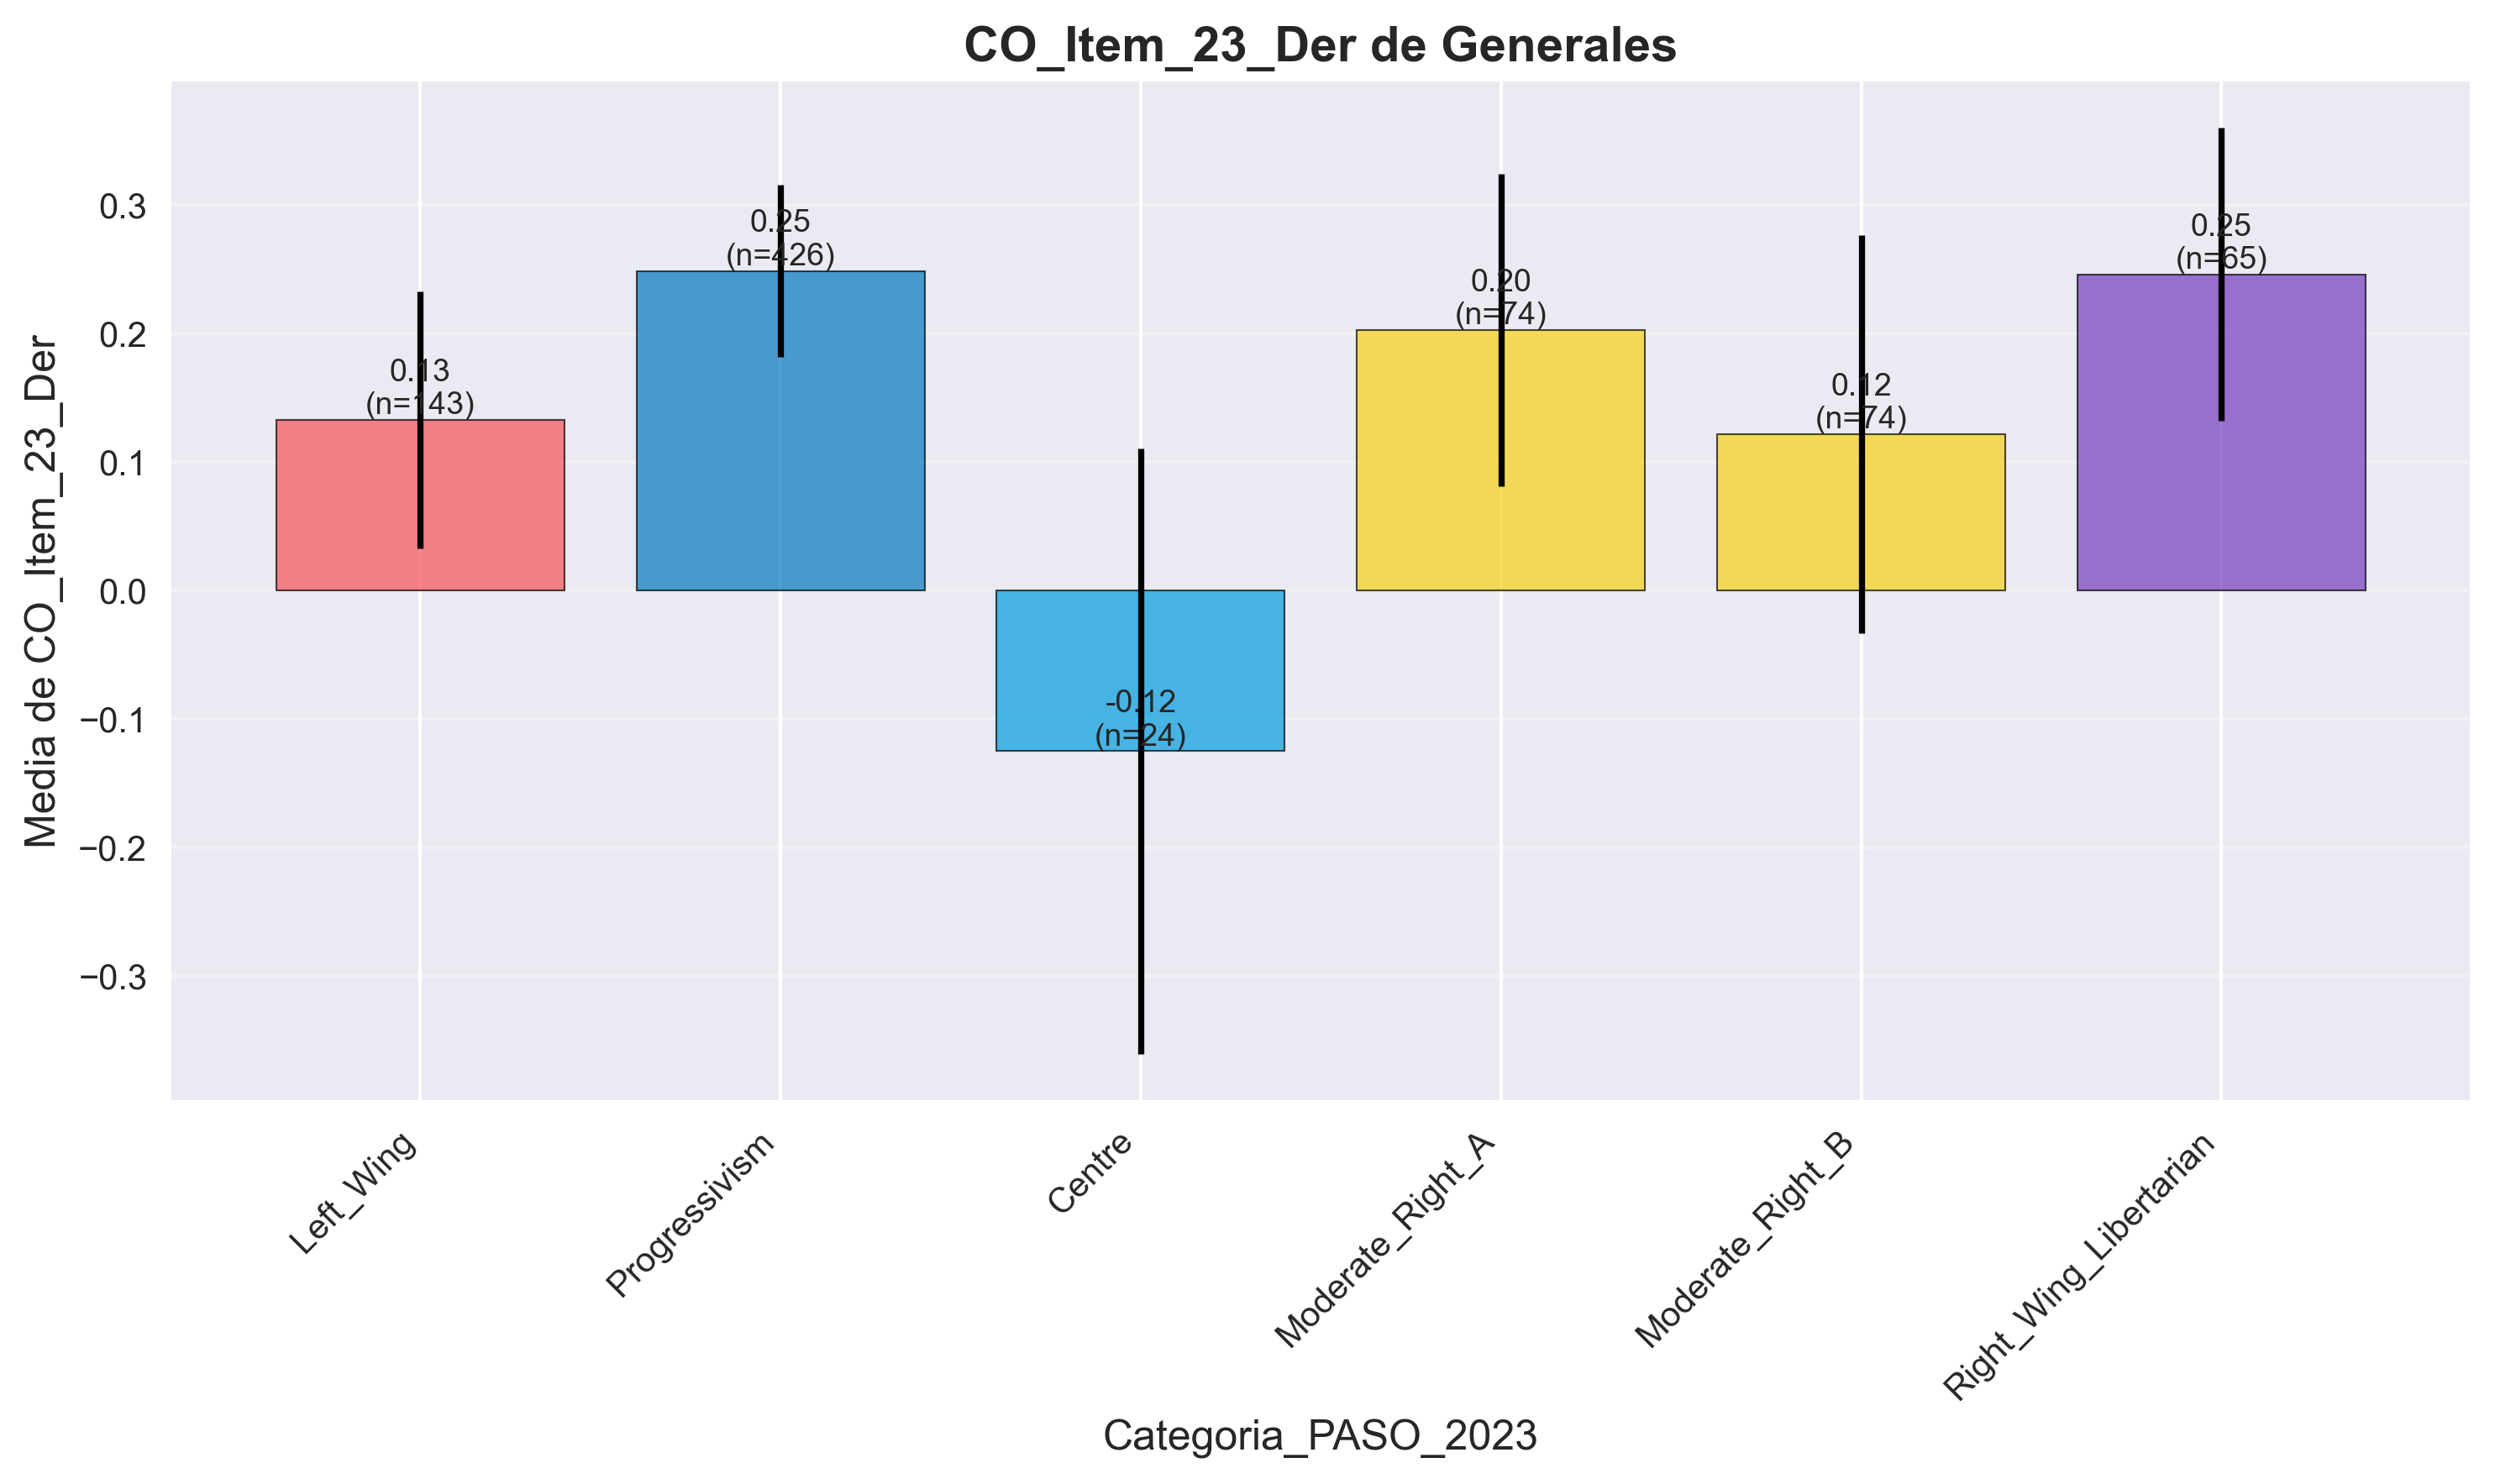 CO_Item_23_Der de Generales
Media de CO_Item_23_Der
0.3
0.2
0.1
0.0
−0.1
−0.2
−0.3
0.13
(n=143)
0.25
(n=426)
-0.12
(n=24)
0.20
(n=74)
0.12
(n=74)
0.25
(n=65)
Left_Wing
Progressivism
Centre
Moderate_Right_A
Moderate_Right_B
Right_Wing_Libertarian
Categoria_PASO_2023